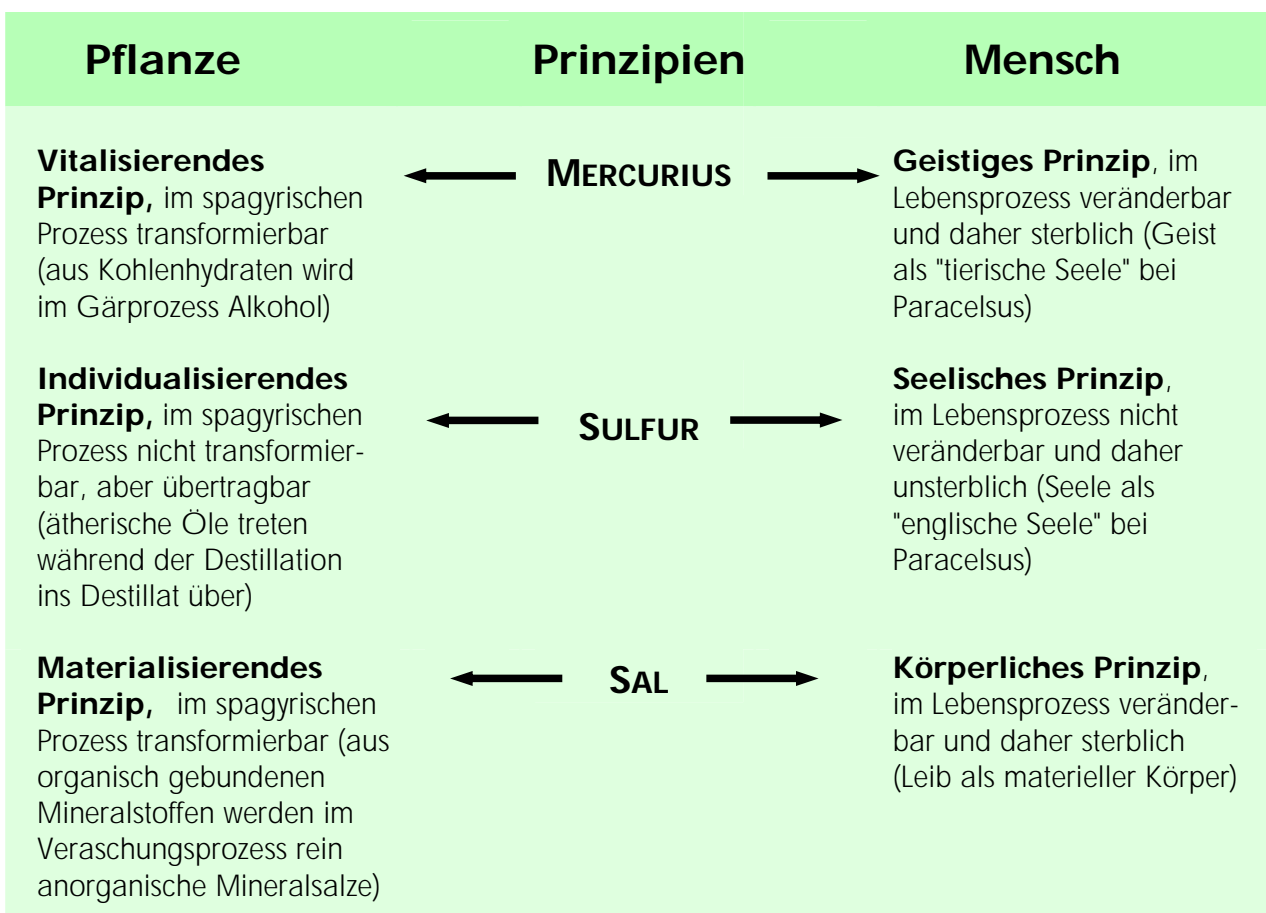 Pflanze Prinzipien Mensch
Vitalisierendes
Prinzip, im spagyrischen
Prozess transformierbar
(aus Kohlenhydraten wird
im Gärprozess Alkohol)
MERCURIUS
Geistiges Prinzip, im
Lebensprozess veränderbar
und daher sterblich (Geist
als "tierische Seele" bei
Paracelsus)
Individualisierendes
Prinzip, im spagyrischen
Prozess nicht transformier-
bar, aber übertragbar
(ätherische Öle treten
während der Destillation
ins Destillat über)
SULFUR
Seelisches Prinzip,
im Lebensprozess nicht
veränderbar und daher
unsterblich (Seele als
"englische Seele" bei
Paracelsus)
Materialisierendes
Prinzip, im spagyrischen
Prozess transformierbar (aus
organisch gebundenen
Mineralstoffen werden im
Veraschungsprozess rein
anorganische Mineralsalze)
SAL
Körperliches Prinzip,
im Lebensprozess veränder-
bar und daher sterblich
(Leib als materieller Körper)